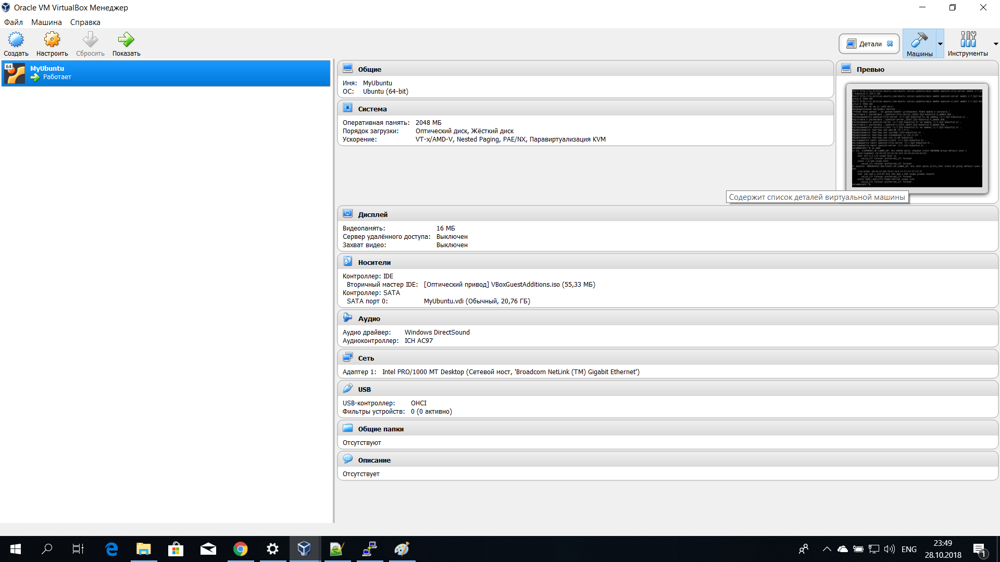 Oracle VM VirtualBox Менеджер
Файл Машина Справка
Создать Настроить Сбросить Показать
Детали Машины Инструменты
64
MyUbuntu
Работает
Общие
Имя: MyUbuntu
ОС: Ubuntu (64-bit)
Система
Оперативная память: 2048 МБ
Порядок загрузки: Оптический диск, Жёсткий диск
Ускорение: VT-x/AMD-V, Nested Paging, PAE/NX, Паравиртуализация KVM
Превью
Содержит список деталей виртуальной машины
Дисплей
Видеопамять: 16 МБ
Сервер удалённого доступа: Выключен
Захват видео: Выключен
Носители
Контроллер: IDE
Вторичный мастер IDE: [Оптический привод] VBoxGuestAdditions.iso (55,33 МБ)
Контроллер: SATA
SATA порт 0: MyUbuntu.vdi (Обычный, 20,76 ГБ)
Аудио
Аудио драйвер: Windows DirectSound
Аудиоконтроллер: ICH AC97
Сеть
Адаптер 1: Intel PRO/1000 MT Desktop (Сетевой мост, 'Broadcom NetLink (TM) Gigabit Ethernet')
USB
USB-контроллер: OHCI
Фильтры устройств: 0 (0 активно)
Общие папки
Отсутствуют
Описание
Отсутствует
ENG
23:49
28.10.2018
1